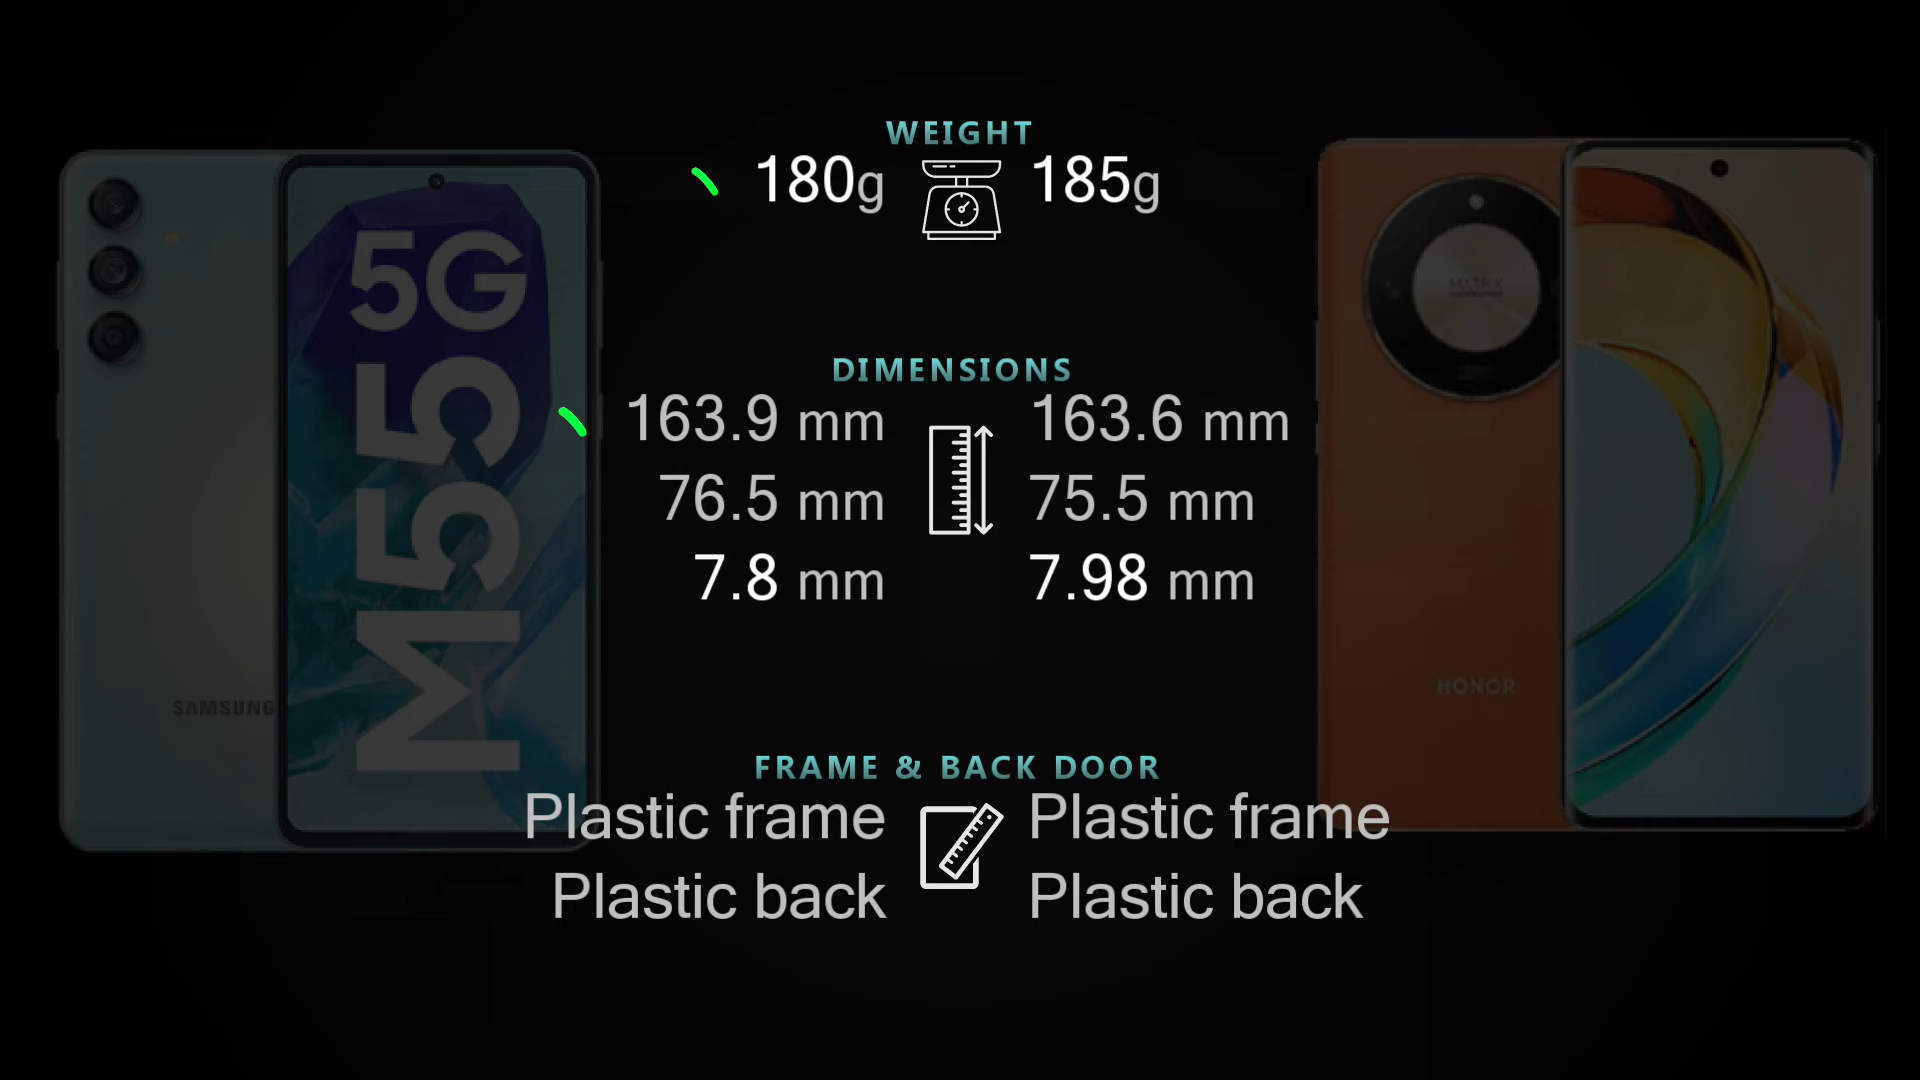 WEIGHT
180g
185g
DIMENSIONS
163.9 mm
163.6 mm
76.5 mm
75.5 mm
7.8 mm
7.98 mm
FRAME & BACK DOOR
Plastic frame
Plastic frame
Plastic back
Plastic back
M55 5G
SAMSUNG
MATRIX
HONOR